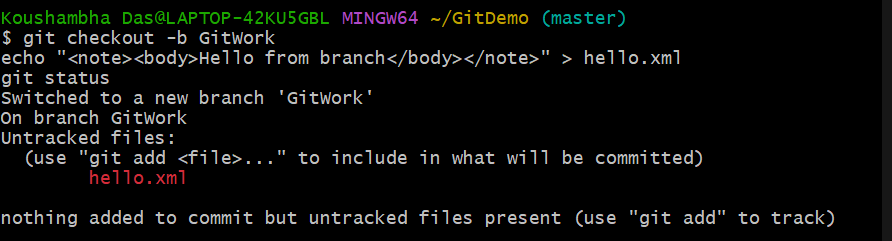 Koushambha Das@LAPTOP-42KU5GBL MINGW64 ~/GitDemo (master)
$ git checkout -b GitWork
echo "<note><body>Hello from branch</body></note>" > hello.xml
git status
Switched to a new branch 'GitWork'
On branch GitWork
Untracked files:
  (use "git add <file>..." to include in what will be committed)
        hello.xml

nothing added to commit but untracked files present (use "git add" to track)